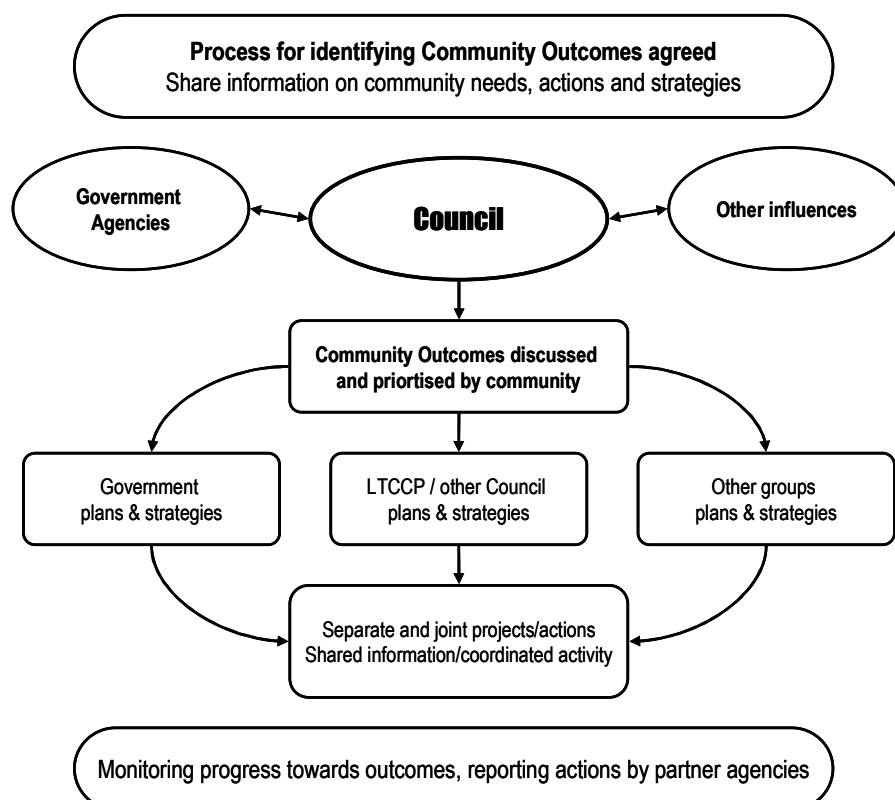 Process for identifying Community Outcomes agreed
Share information on community needs, actions and strategies
Government
Agencies
Council
Other influences
Community Outcomes discussed
and priortised by community
Government
plans & strategies
LTCCP / other Council
plans & strategies
Other groups
plans & strategies
Separate and joint projects/actions
Shared information/coordinated activity
Monitoring progress towards outcomes, reporting actions by partner agencies